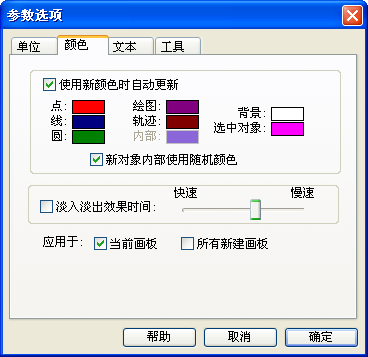 参数选项
单位 颜色 文本 工具
使用新颜色时自动更新
点: 绘图: 背景:
线: 轨迹: 选中对象:
圆: 内部:
新对象内部使用随机颜色
快速 慢速
淡入淡出效果时间:
应用于: 当前画板 所有新建画板
帮助 取消 确定